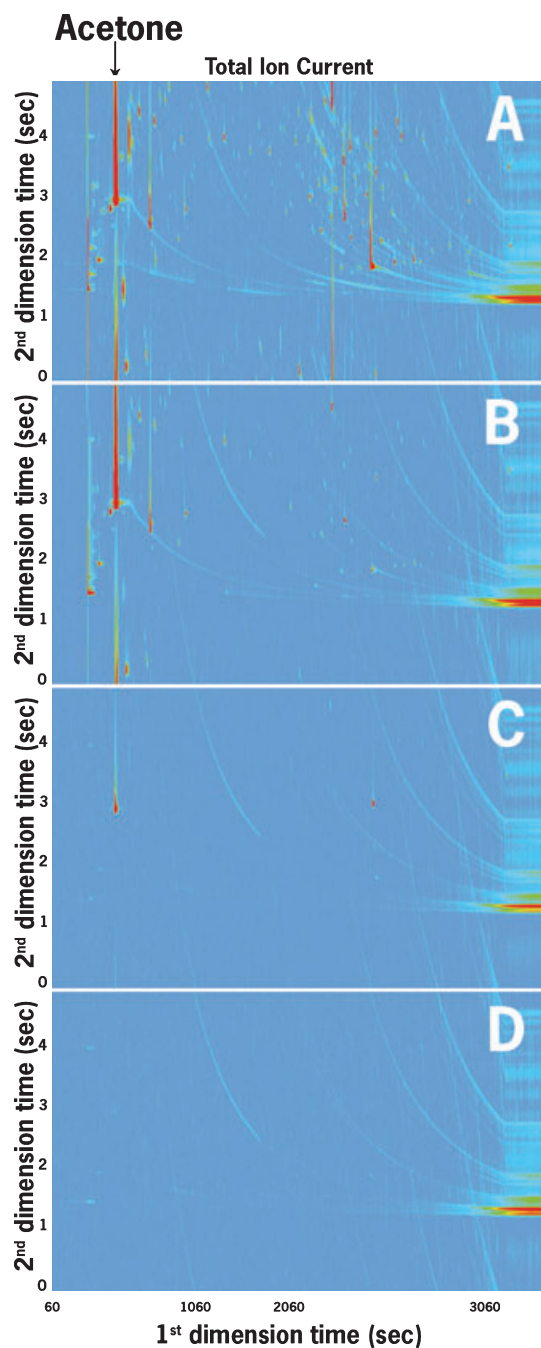 Acetone
Total Ion Current
A
2nd dimension time (sec)
4
3
2
1
0
B
2nd dimension time (sec)
4
3
2
1
0
C
2nd dimension time (sec)
4
3
2
1
0
D
2nd dimension time (sec)
4
3
2
1
0
60 1060 2060 3060
1st dimension time (sec)